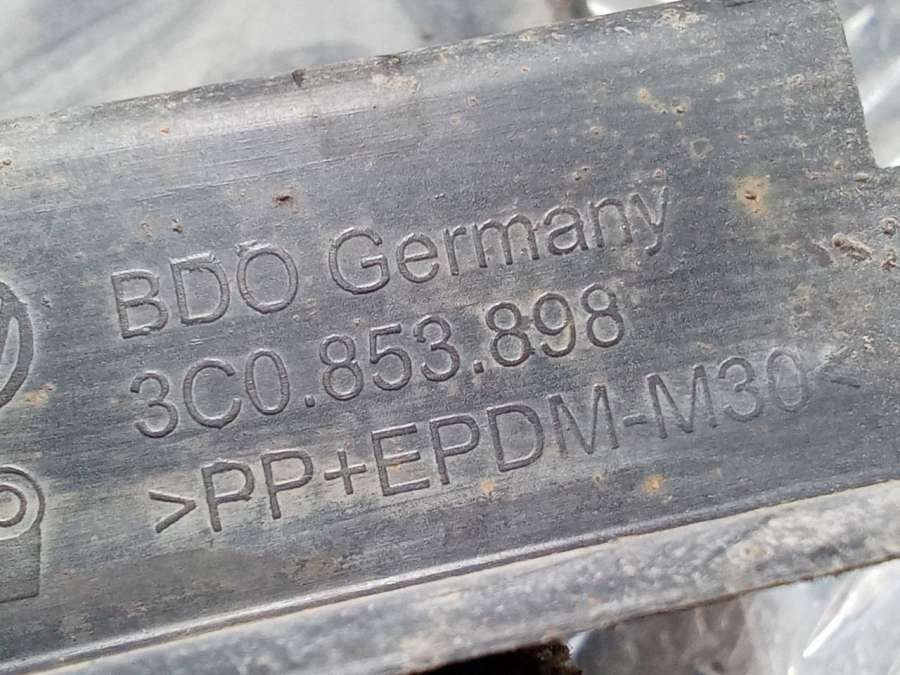 BDO Germany
3C0.853.898
>PP+EPDM-M30<